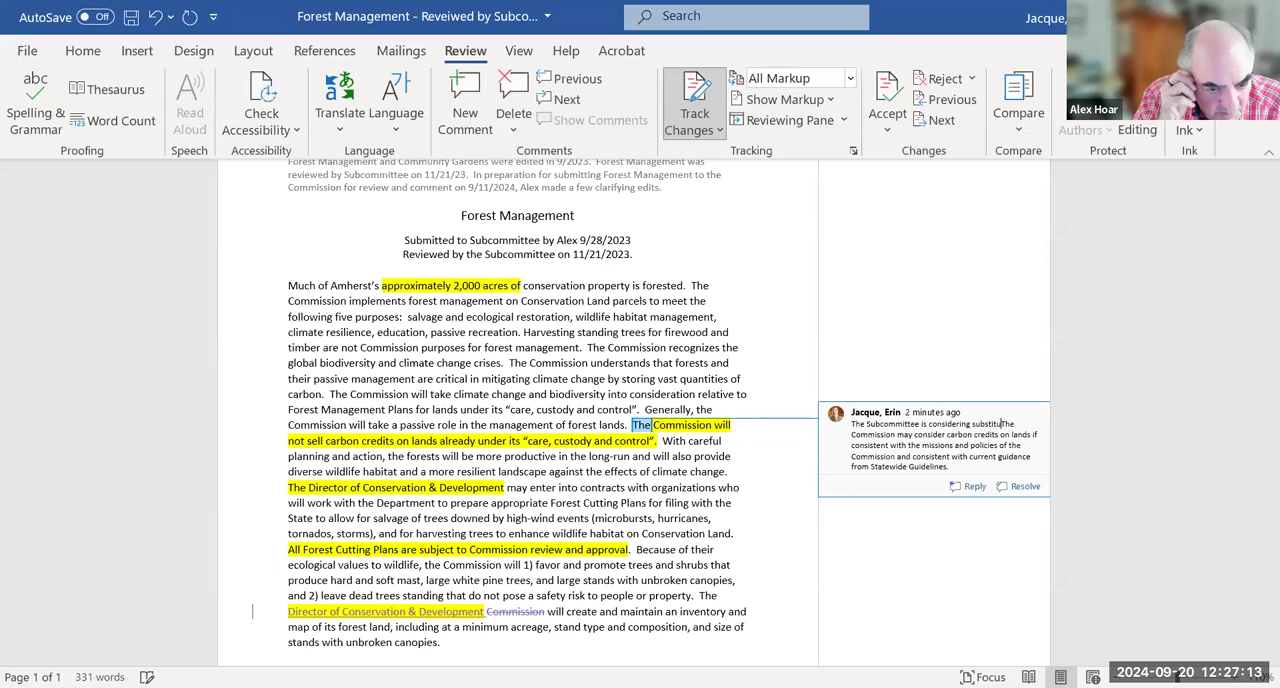 AutoSave Off Forest Management - Reveiwed by Subco... Search Jacque,
File Home Insert Design Layout References Mailings Review View Help Acrobat
abc Spelling & Grammar Thesaurus Word Count
Proofing
Read Aloud
Speech
Check Accessibility
Accessibility
Translate Language
Language
New Comment Delete Previous Next Show Comments
Comments
Track Changes All Markup Show Markup Reviewing Pane
Tracking
Accept Reject Previous Next
Changes
Compare
Compare
Authors Editing
Protect
Ink
Ink
Alex Hoar
Forest Management and Community Gardens were edited in 9/2023. Forest Management was
reviewed by Subcommittee on 11/21/23. In preparation for submitting Forest Management to the
Commission for review and comment on 9/11/2024, Alex made a few clarifying edits.
Forest Management
Submitted to Subcommittee by Alex 9/28/2023
Reviewed by the Subcommittee on 11/21/2023.
Much of Amherst's approximately 2,000 acres of conservation property is forested. The
Commission implements forest management on Conservation Land parcels to meet the
following five purposes: salvage and ecological restoration, wildlife habitat management,
climate resilience, education, passive recreation. Harvesting standing trees for firewood and
timber are not Commission purposes for forest management. The Commission recognizes the
global biodiversity and climate change crises. The Commission understands that forests and
their passive management are critical in mitigating climate change by storing vast quantities of
carbon. The Commission will take climate change and biodiversity into consideration relative to
Forest Management Plans for lands under its “care, custody and control”. Generally, the
Commission will take a passive role in the management of forest lands. The Commission will
not sell carbon credits on lands already under its “care, custody and control”. With careful
planning and action, the forests will be more productive in the long-run and will also provide
diverse wildlife habitat and a more resilient landscape against the effects of climate change.
The Director of Conservation & Development may enter into contracts with organizations who
will work with the Department to prepare appropriate Forest Cutting Plans for filing with the
State to allow for salvage of trees downed by high-wind events (microbursts, hurricanes,
tornados, storms), and for harvesting trees to enhance wildlife habitat on Conservation Land.
All Forest Cutting Plans are subject to Commission review and approval. Because of their
ecological values to wildlife, the Commission will 1) favor and promote trees and shrubs that
produce hard and soft mast, large white pine trees, and large stands with unbroken canopies,
and 2) leave dead trees standing that do not pose a safety risk to people or property. The
Director of Conservation & Development Commission will create and maintain an inventory and
map of its forest land, including at a minimum acreage, stand type and composition, and size of
stands with unbroken canopies.
Jacque, Erin 2 minutes ago
The Subcommittee is considering substituThe
Commission may consider carbon credits on lands if
consistent with the missions and policies of the
Commission and consistent with current guidance
from Statewide Guidelines.
Reply Resolve
Page 1 of 1 331 words Focus
2024-09-20 12:27:13